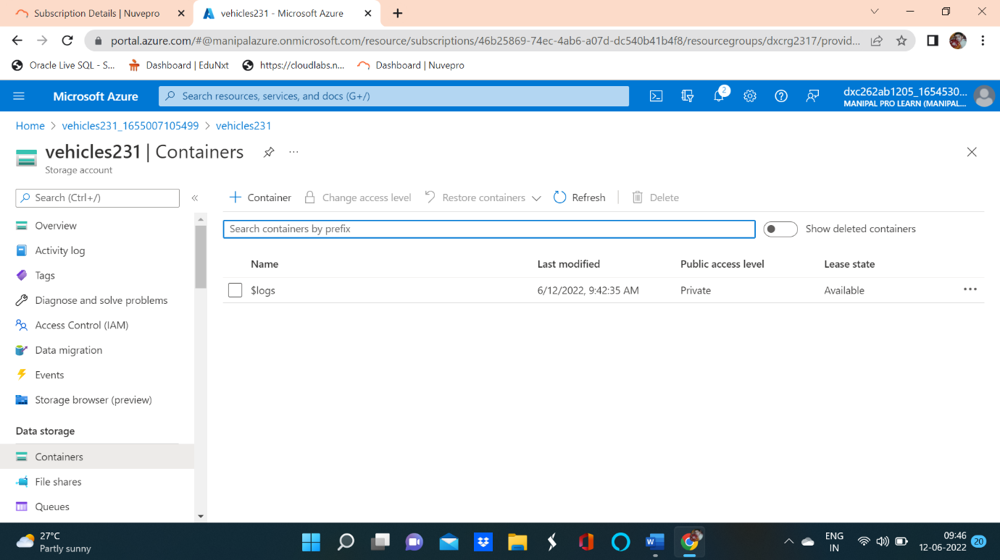 Subscription Details | Nuvepro
vehicles231 - Microsoft Azure
portal.azure.com/#@manipalazure.onmicrosoft.com/resource/subscriptions/46b25869-74ec-4ab6-a07d-dc540b41b4f8/resourcegroups/dxcrg2317/provid...
Oracle Live SQL - S... Dashboard | EduNxt https://cloudlabs.n... Dashboard | Nuvepro
Microsoft Azure
Search resources, services, and docs (G+/)
2
dxc262ab1205_1654530...
MANIPAL PRO LEARN (MANIPAL...
Home > vehicles231_1655007105499 > vehicles231
vehicles231 | Containers ...
Storage account
Search (Ctrl+/)
«
Overview
Activity log
Tags
Diagnose and solve problems
Access Control (IAM)
Data migration
Events
Storage browser (preview)
Data storage
Containers
File shares
Queues
Container Change access level Restore containers Refresh Delete
Search containers by prefix
Show deleted containers
Name Last modified Public access level Lease state
$logs 6/12/2022, 9:42:35 AM Private Available
27°C
Partly sunny
ENG
IN
09:46
12-06-2022
20